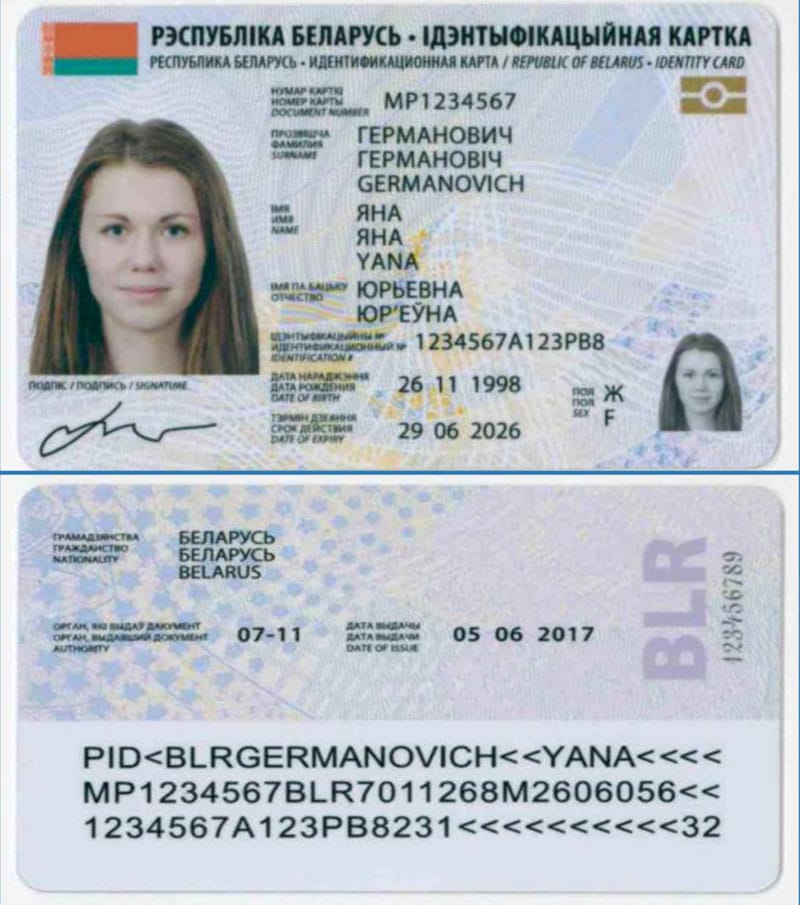 РЭСПУБЛІКА БЕЛАРУСЬ • ІДЭНТЫФІКАЦЫЙНАЯ КАРТКА
РЕСПУБЛИКА БЕЛАРУСЬ • ИДЕНТИФИКАЦИОННАЯ КАРТА / REPUBLIC OF BELARUS • IDENTITY CARD
НУМАР КАРТКІ
НОМЕР КАРТЫ
DOCUMENT NUMBER
MP1234567
ПРОЗВІШЧА
ФАМИЛИЯ
SURNAME
ГЕРМАНОВИЧ
ГЕРМАНОВІЧ
GERMANOVICH
ІМЯ
ИМЯ
NAME
ЯНА
ЯНА
YANA
ІМЯ ПА БАЦЬКУ
ОТЧЕСТВО
ЮРЬЕВНА
ЮР'ЕЎНА
ІДЭНТЫФІКАЦЫЙНЫ №
ИДЕНТИФИКАЦИОННЫЙ №
IDENTIFICATION #
1234567A123PB8
ДАТА НАРАДЖЭННЯ
ДАТА РОЖДЕНИЯ
DATE OF BIRTH
26 11 1998
ПОЛ
ПОЛ
SEX
Ж
F
ТЭРМІН ДЗЕЯННЯ
СРОК ДЕЙСТВИЯ
DATE OF EXPIRY
29 06 2026
ПОДПІС / ПОДПИСЬ / SIGNATURE
ГРАМАДЗЯНСТВА
ГРАЖДАНСТВО
NATIONALITY
БЕЛАРУСЬ
БЕЛАРУСЬ
BELARUS
ОРГАН, ЯКІ ВЫДАЎ ДАКУМЕНТ
ОРГАН, ВЫДАВШИЙ ДОКУМЕНТ
AUTHORITY
07-11
ДАТА ВЫДАЧЫ
ДАТА ВЫДАЧИ
DATE OF ISSUE
05 06 2017
BLR
123456789
PID<BLRGERMANOVICH<<YANA<<<<
MP1234567BLR7011268M2606056<<
1234567A123PB8231<<<<<<<<<<<32